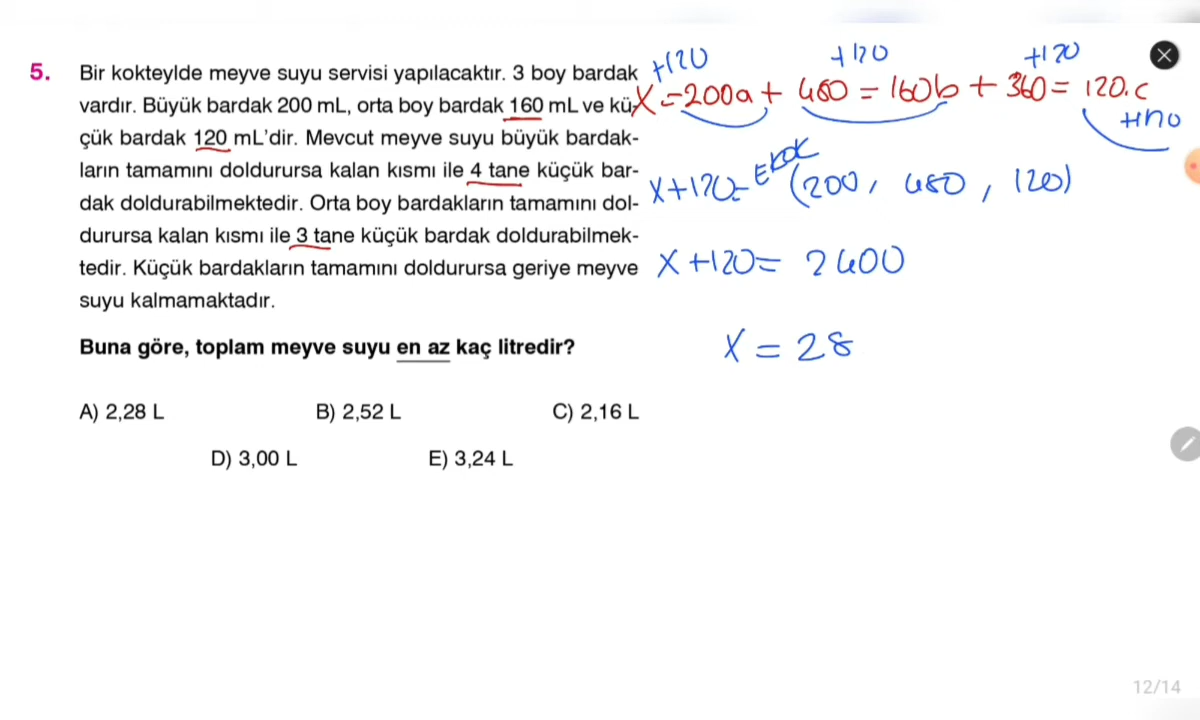 5. Bir kokteylde meyve suyu servisi yapılacaktır. 3 boy bardak
vardır. Büyük bardak 200 mL, orta boy bardak 160 mL ve kü-
çük bardak 120 mL'dir. Mevcut meyve suyu büyük bardak-
ların tamamını doldurursa kalan kısmı ile 4 tane küçük bar-
dak doldurabilmektedir. Orta boy bardakların tamamını dol-
durursa kalan kısmı ile 3 tane küçük bardak doldurabilmek-
tedir. Küçük bardakların tamamını doldurursa geriye meyve
suyu kalmamaktadır.
Buna göre, toplam meyve suyu en az kaç litredir?
A) 2,28 L B) 2,52 L C) 2,16 L
D) 3,00 L E) 3,24 L
+120 +120 +120
X=200a + 480 = 160b + 360 = 120.c
+120
X+120= EKOK (200, 480, 120)
X+120= 2400
X = 28
12/14